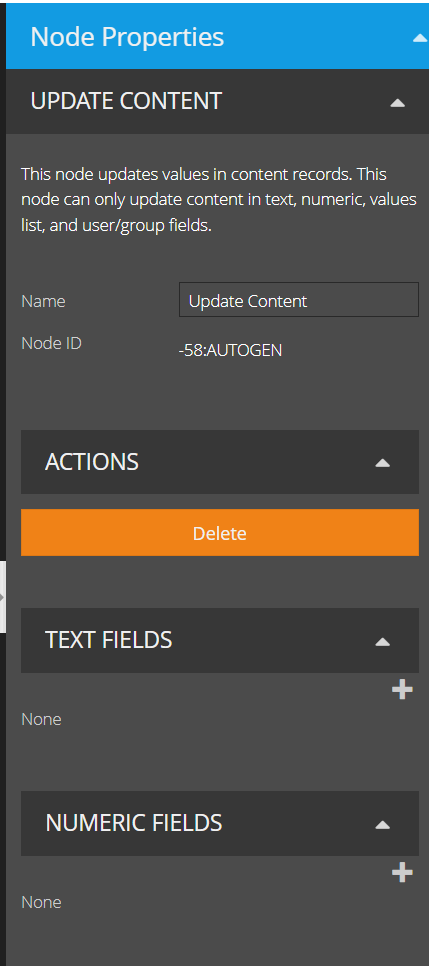 Node Properties
UPDATE CONTENT
This node updates values in content records. This
node can only update content in text, numeric, values
list, and user/group fields.
Name
Update Content
Node ID
-58:AUTOGEN
ACTIONS
Delete
TEXT FIELDS
None
NUMERIC FIELDS
None